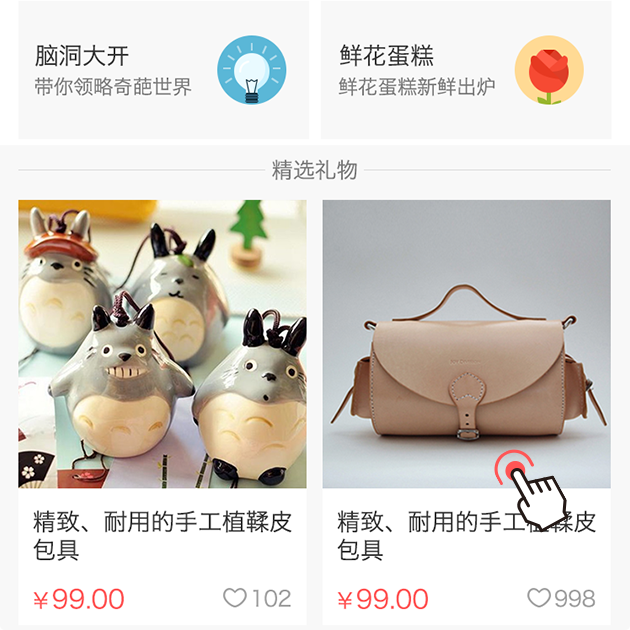 脑洞大开
带你领略奇葩世界
鲜花蛋糕
鲜花蛋糕新鲜出炉
精选礼物
精致、耐用的手工植鞣皮
包具
¥99.00
102
精致、耐用的手工植鞣皮
包具
¥99.00
998